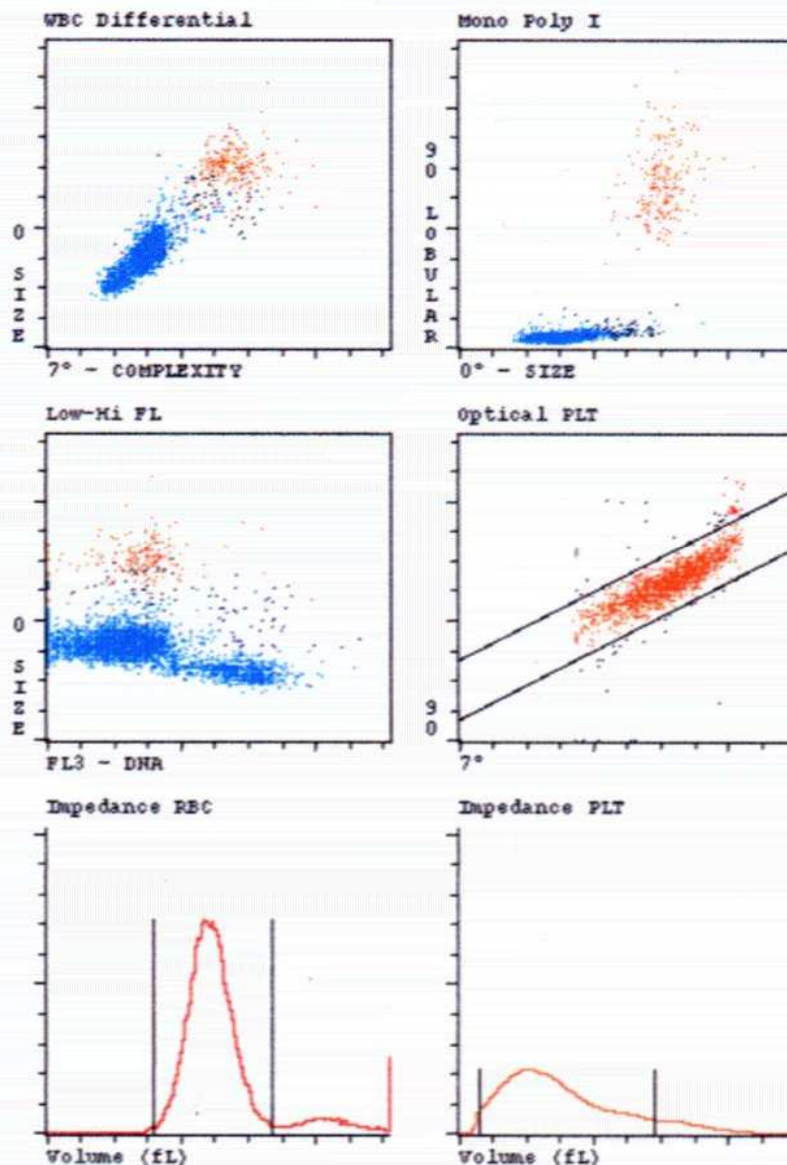 WBC Differential
Mono Poly I
0 SIZE
90 LOBULAR
7° - COMPLEXITY
0° - SIZE
Low-Hi FL
Optical PLT
0 SIZE
90
FL3 - DNA
7°
Impedance RBC
Impedance PLT
Volume (fL)
Volume (fL)